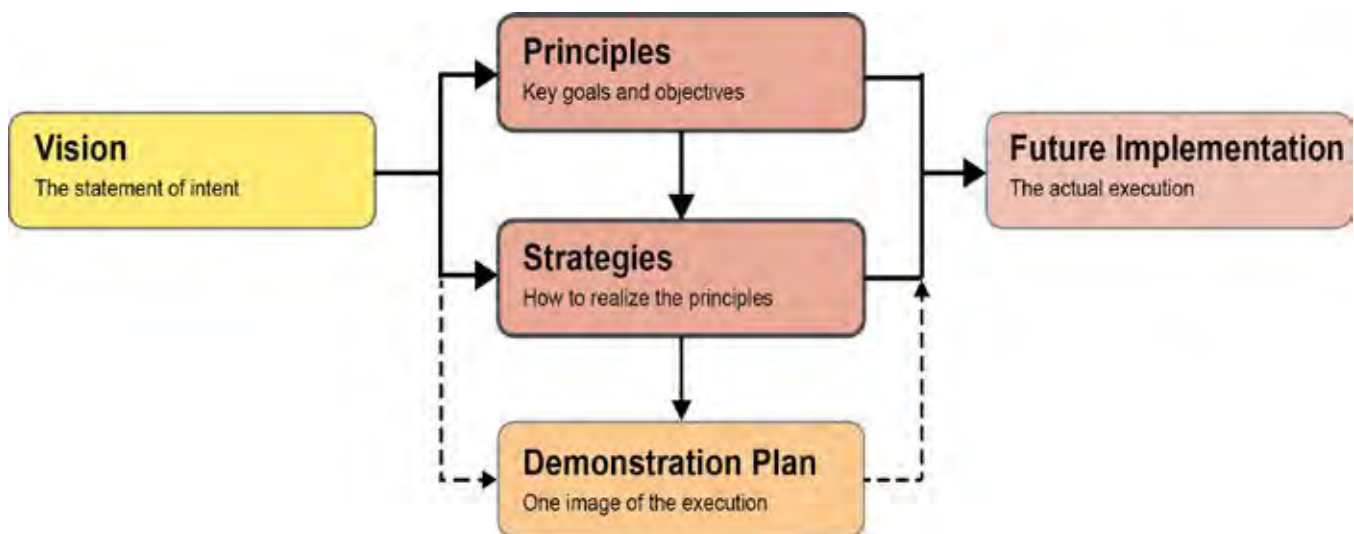 Principles
Key goals and objectives
Vision
The statement of intent
Future Implementation
The actual execution
Strategies
How to realize the principles
Demonstration Plan
One image of the execution